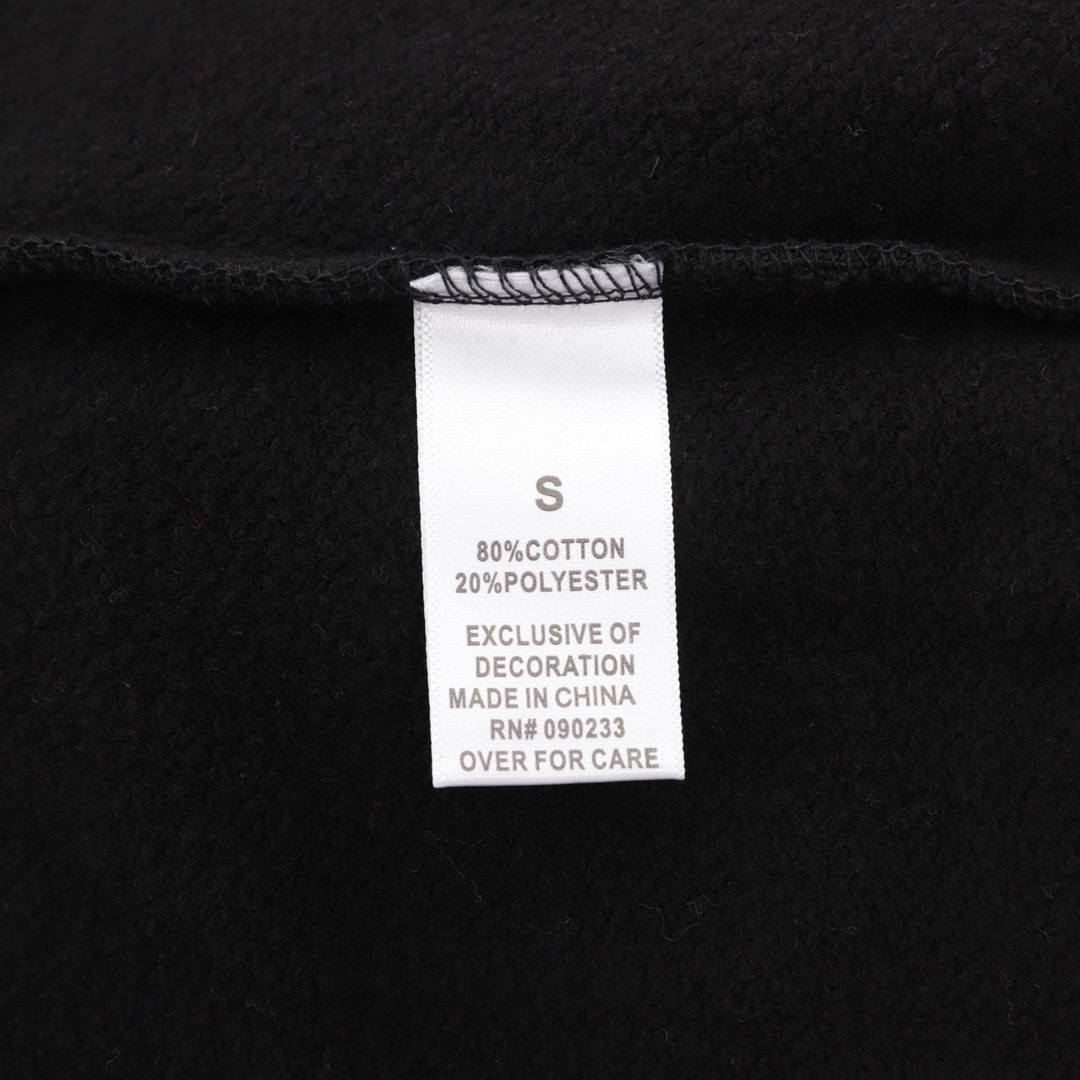 S
80%COTTON
20%POLYESTER
EXCLUSIVE OF
DECORATION
MADE IN CHINA
RN# 090233
OVER FOR CARE